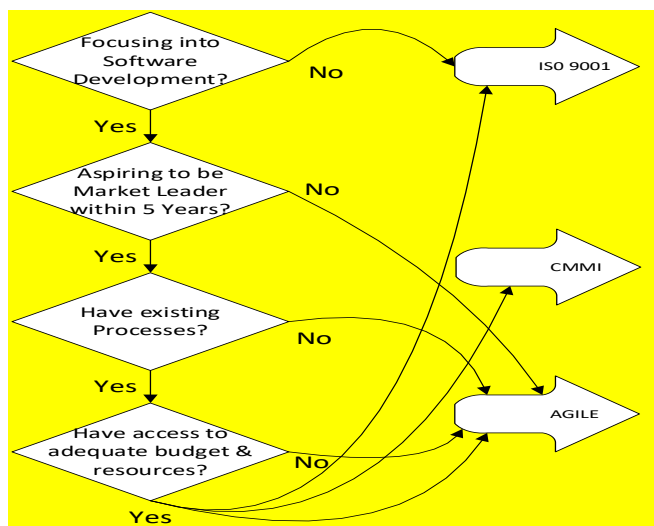 Focusing into
Software
Development?
No
IS0 9001
Yes
Aspiring to be
Market Leader
within 5 Years?
No
Yes
CMMI
Have existing
Processes?
No
Yes
AGILE
Have access to
adequate budget &
resources?
No
Yes